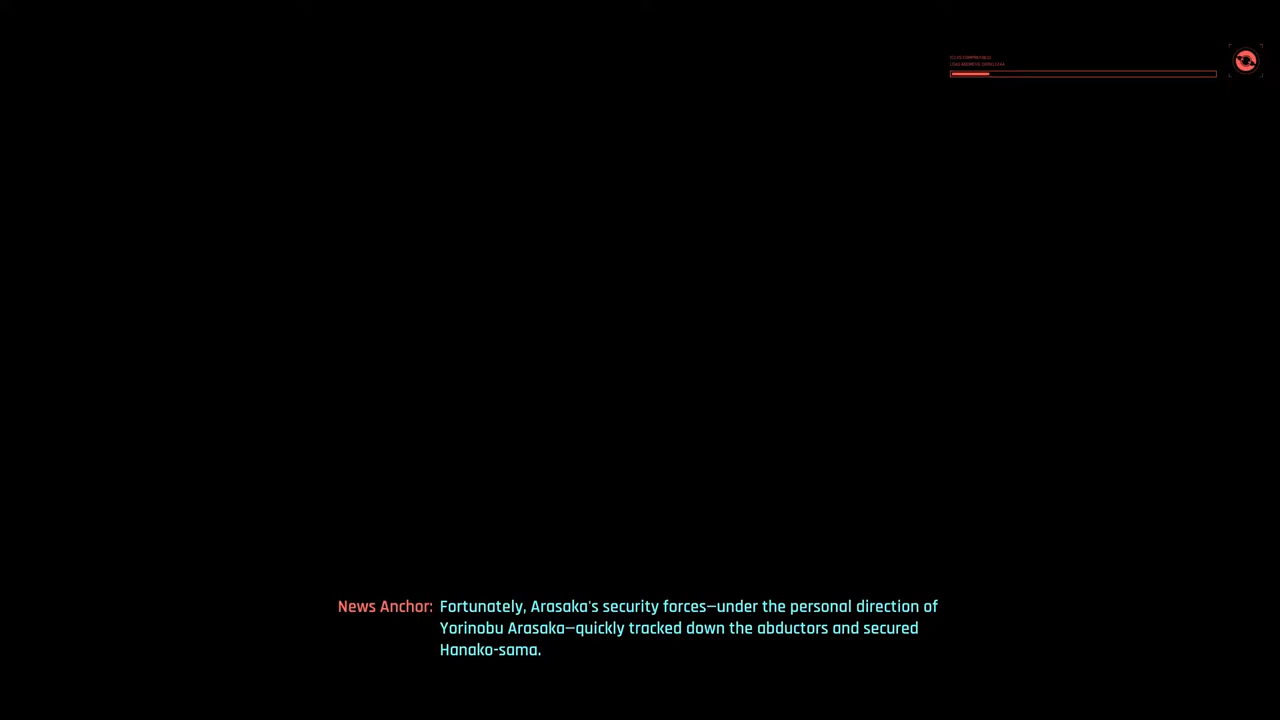 News Anchor: Fortunately, Arasaka's security forces—under the personal direction of
Yorinobu Arasaka—quickly tracked down the abductors and secured
Hanako-sama.